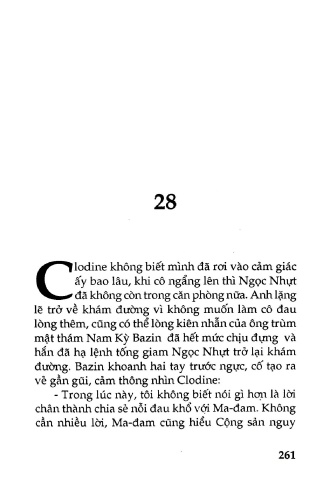 28
Clodine không biết mình đã rơi vào cảm giác
ấy bao lâu, khi cô ngẩng lên thì Ngọc Nhựt
đã không còn trong căn phòng nữa. Anh lặng
lẽ trở về khám đường vì không muốn làm cô đau
lòng thêm, cũng có thể lòng kiên nhẫn của ông trùm
mật thám Nam Kỳ Bazin đã hết mức chịu đựng và
hắn đã hạ lệnh tống giam Ngọc Nhựt trở lại khám
đường. Bazin khoanh hai tay trước ngực, cố tạo ra
vẻ gần gũi, cảm thông nhìn Clodine:
- Trong lúc này, tôi không biết nói gì hơn là lời
chân thành chia sẻ nỗi đau khổ với Ma-đam. Không
cần nhiều lời, Ma-đam cũng hiểu Cộng sản nguy
261